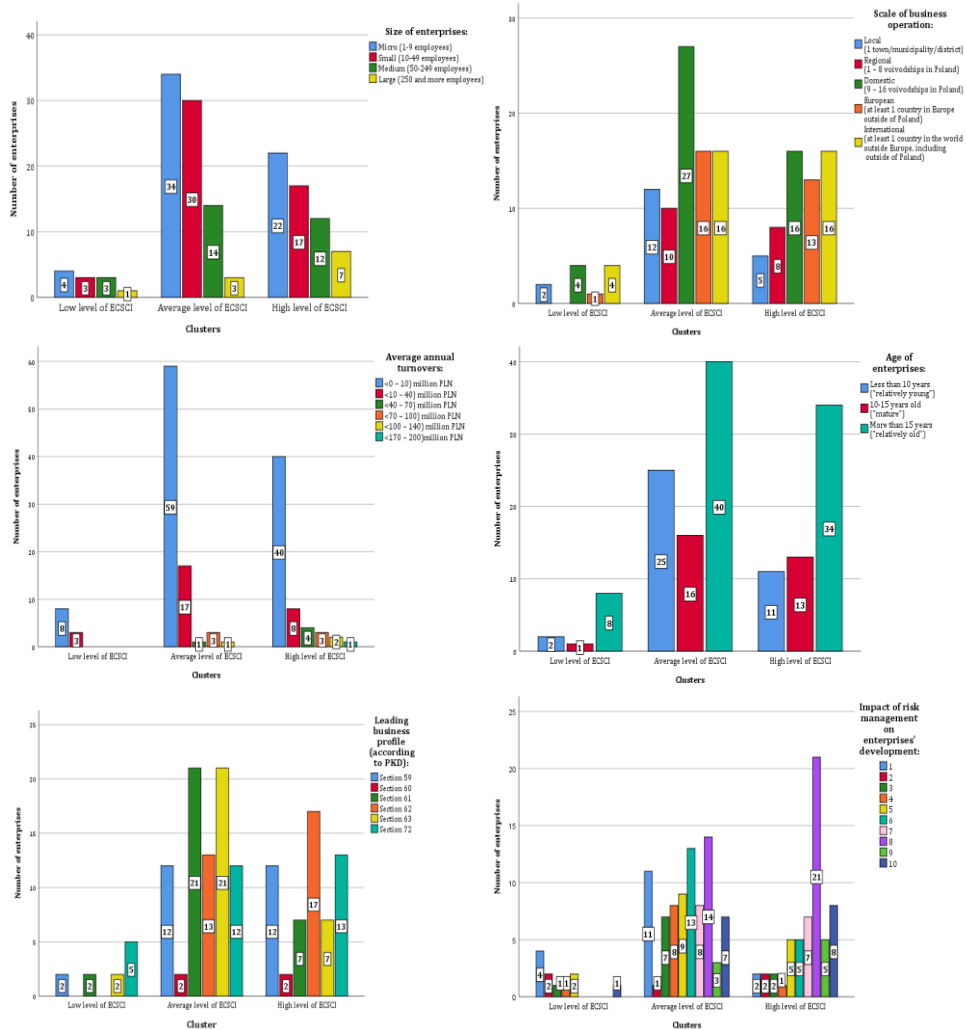 Size of enterprises:
Micro (1-9 employees)
Small (10-49 employees)
Medium (50-249 employees)
Large (250 and more employees)
Number of enterprises
40
30
20
10
0
4
3
3
1
34
30
14
3
22
17
12
7
Low level of ECSCI
Average level of ECSCI
High level of ECSCI
Clusters
Scale of business
operation:
Local
(1 town/municipality/district)
Regional
(1 – 8 voivodships in Poland)
Domestic
(9 – 16 voivodships in Poland)
European
(at least 1 country in Europe
outside of Poland)
International
(at least 1 country in the world
outside Europe, including
outside of Poland)
Number of enterprises
30
20
10
0
2
4
1
4
12
10
27
16
16
5
8
16
13
16
Low level of ECSCI
Average level of ECSCI
High level of ECSCI
Clusters
Average annual
turnovers:
<0 – 10) million PLN
<10 – 40) million PLN
<40 – 70) million PLN
<70 – 100) million PLN
<100 – 140) million PLN
<170 – 200)million PLN
Number of enterprises
60
50
40
30
20
10
0
8
3
59
17
1
3
1
40
8
4
3
2
1
Low level of ECSCI
Average level of ECSCI
High level of ECSCI
Clusters
Age of
enterprises:
Less than 10 years
("relatively young")
10-15 years old
("mature")
More than 15 years
("relatively old")
Number of enterprises
40
30
20
10
0
2
1
8
25
16
40
11
13
34
Low level of ECSCI
Average level of ECSCI
High level of ECSCI
Clusters
Leading
business
profile
(according
to PKD):
Section 59
Section 60
Section 61
Section 62
Section 63
Section 72
Number of enterprises
25
20
15
10
5
0
2
2
2
5
12
2
21
13
21
12
12
2
7
17
7
13
Low level of ECSCI
Average level of ECSCI
High level of ECSCI
Cluster
Impact of risk
management
on
enterprises'
development:
1
2
3
4
5
6
7
8
9
10
Number of enterprises
25
20
15
10
5
0
4
2
1
1
2
1
11
1
7
8
9
13
8
14
3
7
2
2
2
1
5
5
7
21
5
8
Low level of ECSCI
Average level of ECSCI
High level of ECSCI
Clusters